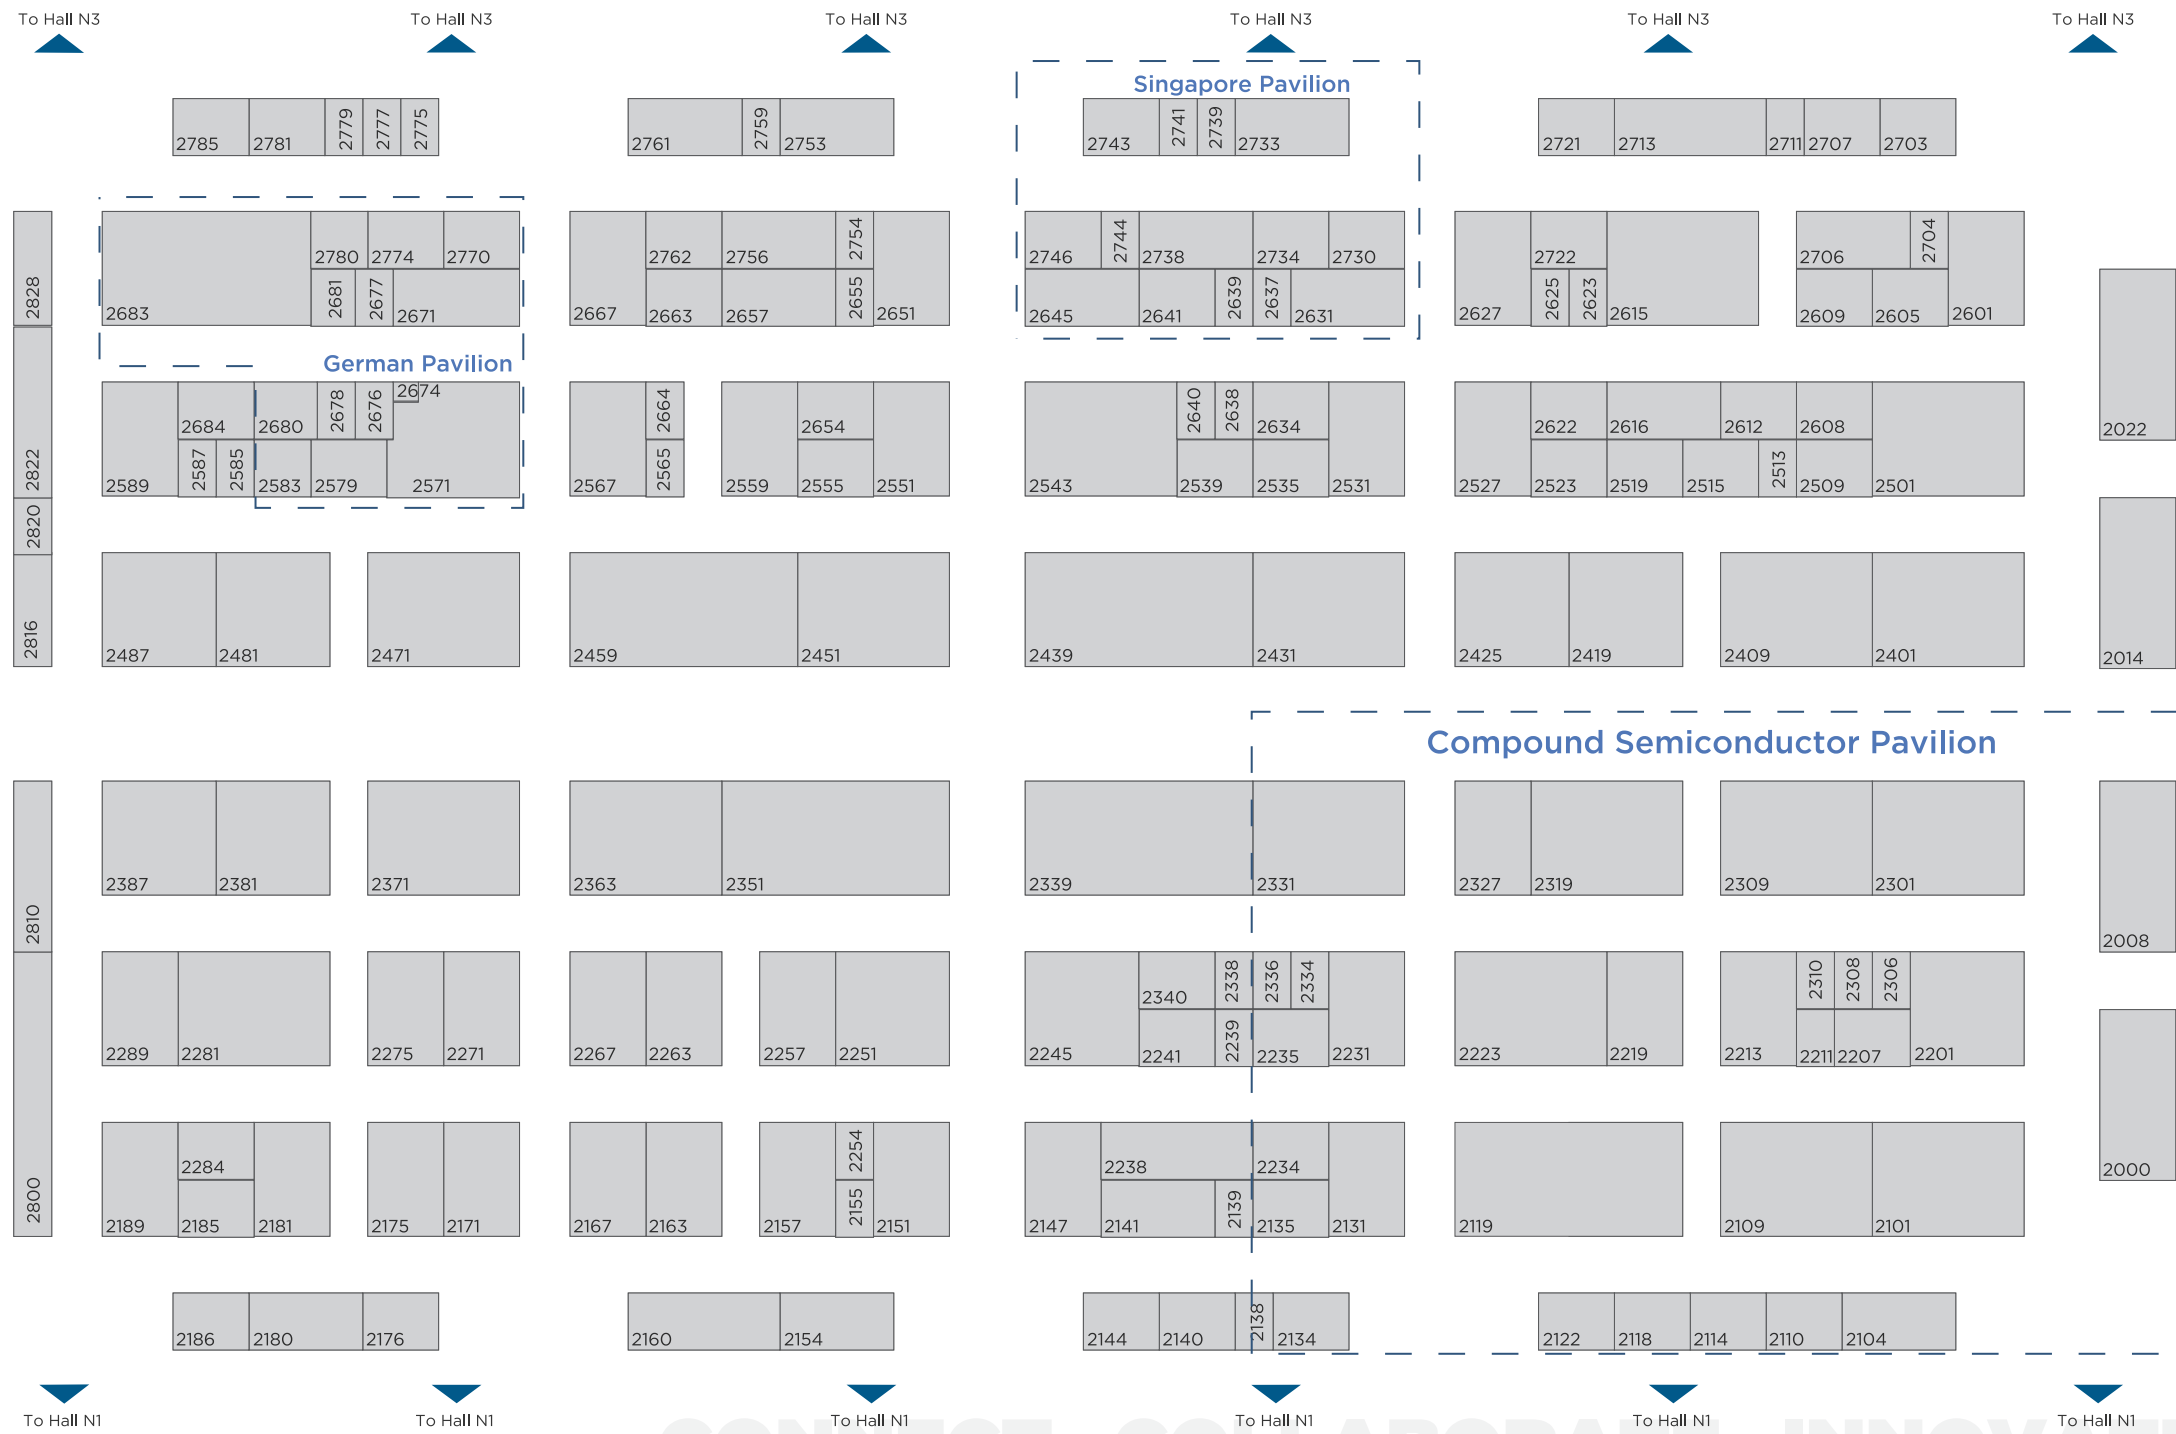 To Hall N3 To Hall N3 To Hall N3 To Hall N3 To Hall N3 To Hall N3
Singapore Pavilion
2785 2781 2779 2777 2775 2761 2759 2753 2743 2741 2739 2733 2721 2713 2711 2707 2703
2780 2774 2770 2762 2756 2754 2746 2744 2738 2734 2730 2722 2706 2704
2828 2683 2681 2677 2671 2667 2663 2657 2655 2651 2645 2641 2639 2637 2631 2627 2625 2623 2615 2609 2605 2601
German Pavilion
2684 2680 2678 2676 2674 2664 2654 2640 2638 2634 2622 2616 2612 2608 2022
2822 2589 2587 2585 2583 2579 2571 2567 2565 2559 2555 2551 2543 2539 2535 2531 2527 2523 2519 2515 2513 2509 2501
2820
2816 2487 2481 2471 2459 2451 2439 2431 2425 2419 2409 2401 2014
Compound Semiconductor Pavilion
2387 2381 2371 2363 2351 2339 2331 2327 2319 2309 2301
2810 2008
2340 2338 2336 2334 2310 2308 2306
2289 2281 2275 2271 2267 2263 2257 2251 2245 2241 2239 2235 2231 2223 2219 2213 2211 2207 2201
2284 2254 2238 2234 2000
2800 2189 2185 2181 2175 2171 2167 2163 2157 2155 2151 2147 2141 2139 2135 2131 2119 2109 2101
2186 2180 2176 2160 2154 2144 2140 2138 2134 2122 2118 2114 2110 2104
To Hall N1 To Hall N1 To Hall N1 To Hall N1 To Hall N1 To Hall N1